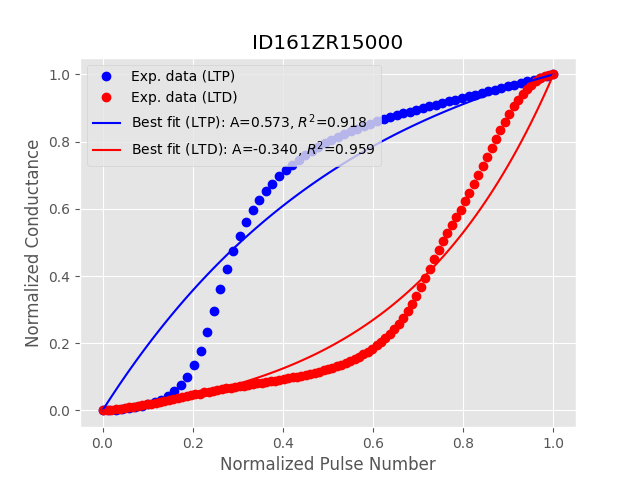 ID161ZR15000
Exp. data (LTP)
Exp. data (LTD)
Best fit (LTP): A=0.573, R²=0.918
Best fit (LTD): A=-0.340, R²=0.959
Normalized Conductance
1.0
0.8
0.6
0.4
0.2
0.0
0.0 0.2 0.4 0.6 0.8 1.0
Normalized Pulse Number